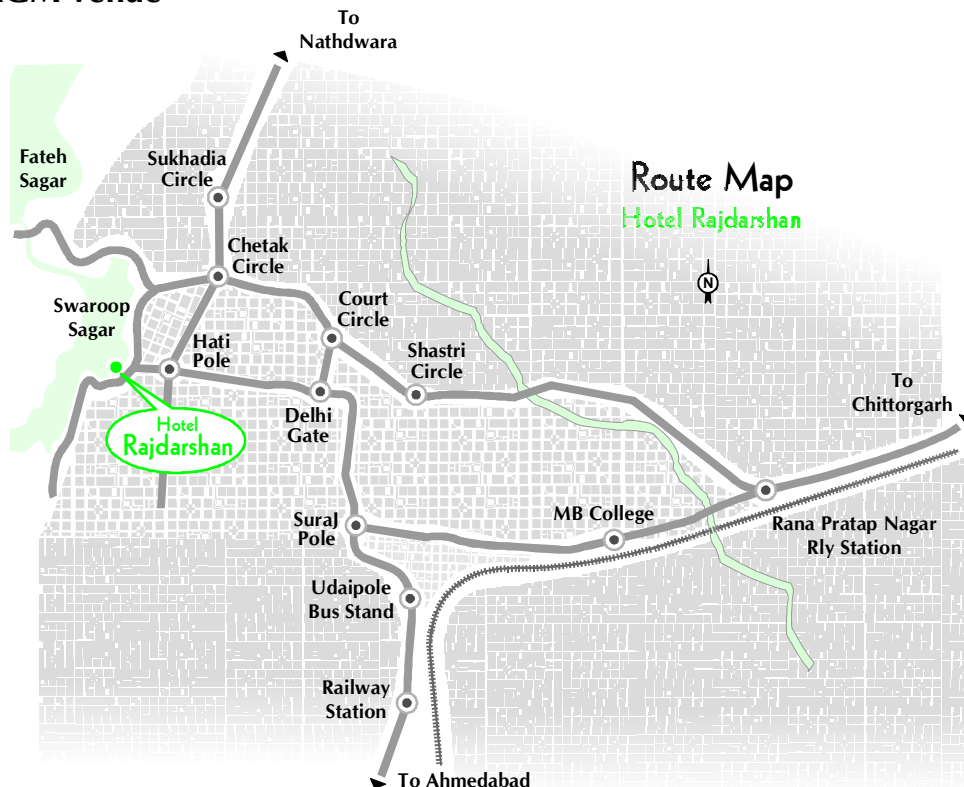 Venue
To
Nathdwara
Fateh
Sagar
Sukhadia
Circle
Route Map
Hotel Rajdarshan
Chetak
Circle
N
Swaroop
Sagar
Court
Circle
Hati
Pole
Shastri
Circle
To
Chittorgarh
Delhi
Gate
Hotel
Rajdarshan
Suraj
Pole
MB College
Rana Pratap Nagar
Rly Station
Udaipole
Bus Stand
Railway
Station
To Ahmedabad